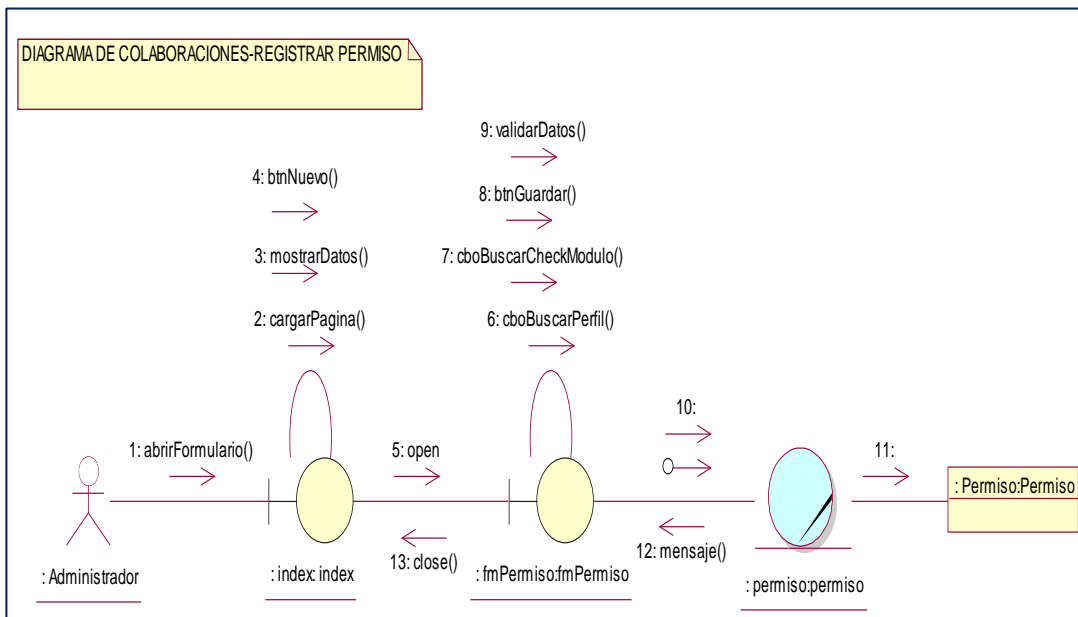 DIAGRAMA DE COLABORACIONES-REGISTRAR PERMISO
9: validarDatos()
4: btnNuevo()
8: btnGuardar()
3: mostrarDatos()
7: cboBuscarCheckModulo()
2: cargarPagina()
6: cboBuscarPerfil()
10:
1: abrirFormulario()
5: open
11:
: Permiso:Permiso
13: close()
12: mensaje()
: Administrador
: index: index
: fmPermiso:fmPermiso
: permiso:permiso